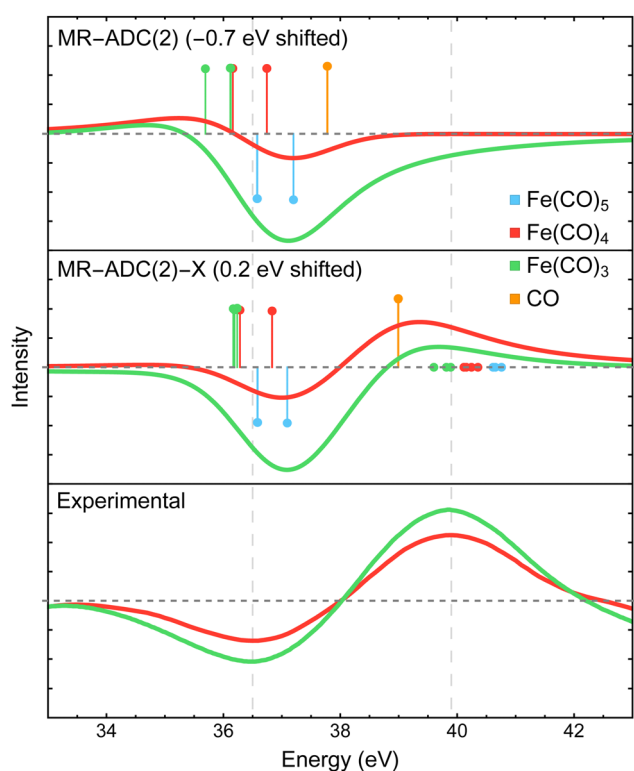 MR−ADC(2) (−0.7 eV shifted)
Fe(CO)₅
Fe(CO)₄
Fe(CO)₃
CO
MR−ADC(2)−X (0.2 eV shifted)
Intensity
Experimental
34 36 38 40 42
Energy (eV)